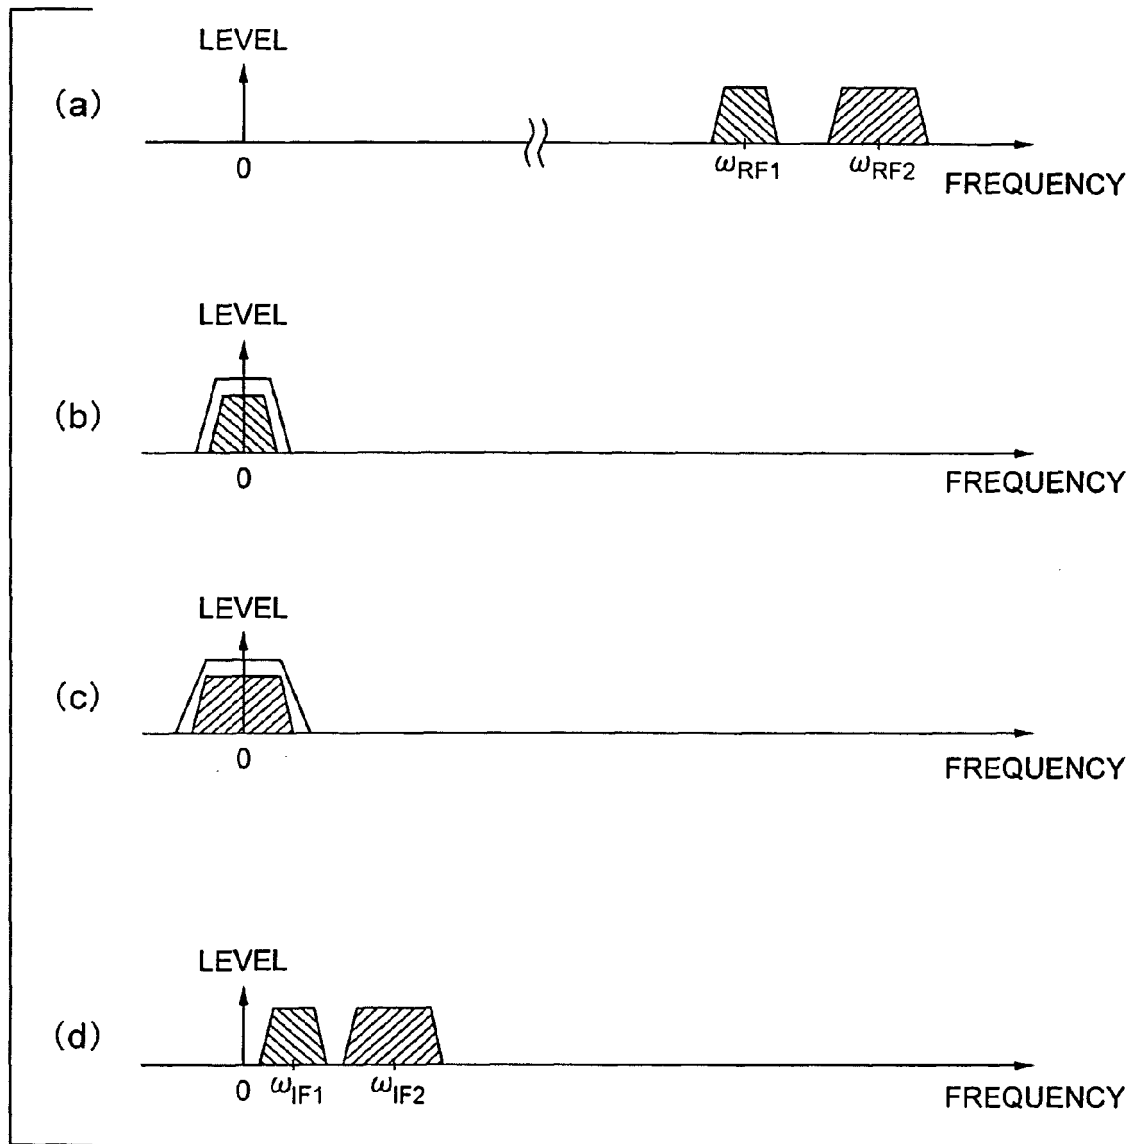 LEVEL
(a)
0
ωRF1
ωRF2
FREQUENCY
LEVEL
(b)
0
FREQUENCY
LEVEL
(c)
0
FREQUENCY
LEVEL
(d)
0
ωIF1
ωIF2
FREQUENCY